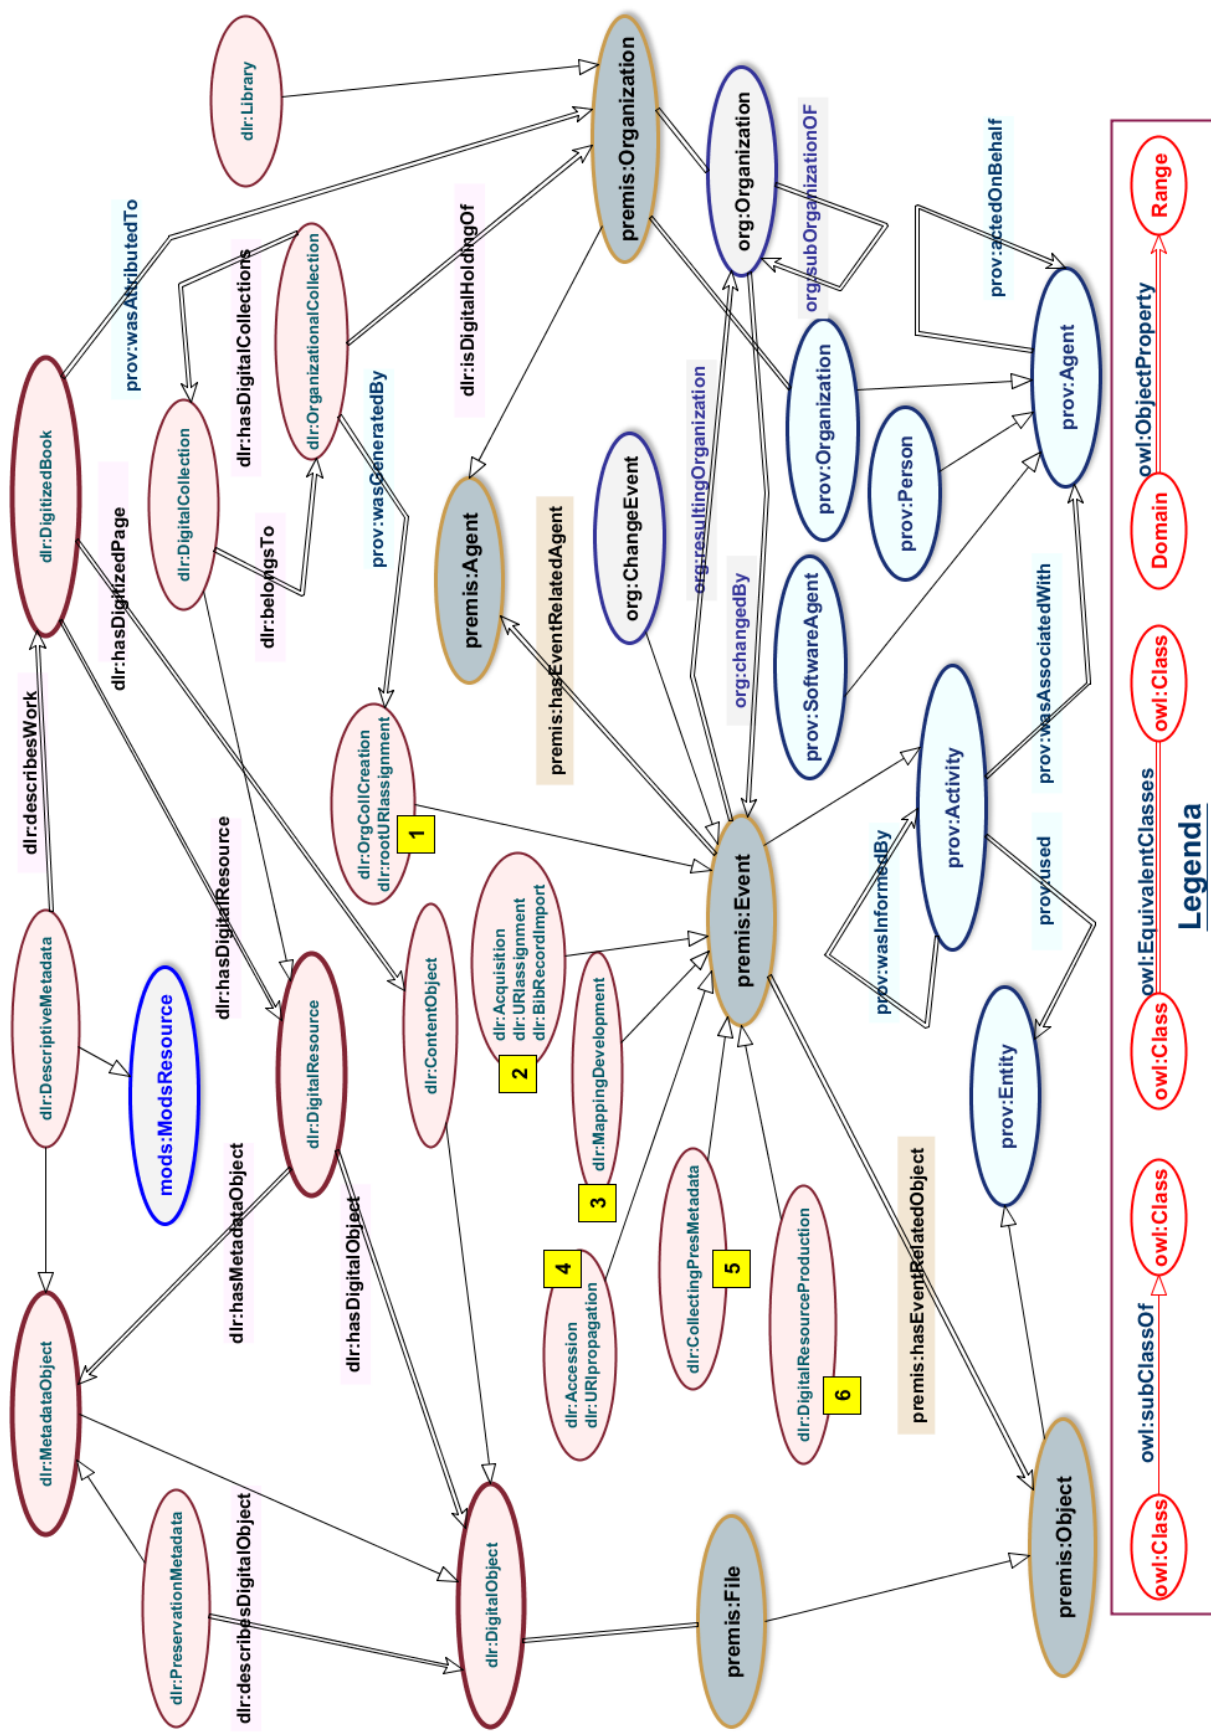 dlr:MetadataObject
dlr:DescriptiveMetadata
dlr:describesWork
dlr:DigitizedBook
dlr:PreservationMetadata
mods:ModsResource
dlr:hasDigitizedPage
prov:wasAttributedTo
dlr:DigitalCollection
dlr:Library
dlr:describesDigitalObject
dlr:hasMetadataObject
dlr:hasDigitalResource
dlr:belongsTo
dlr:hasDigitalCollections
dlr:DigitalResource
dlr:OrganizationalCollection
dlr:hasDigitalObject
dlr:OrgCollCreation
dlr:rootURIassignment
1
prov:wasGeneratedBy
dlr:ContentObject
dlr:isDigitalHoldingOf
dlr:DigitalObject
premis:Agent
dlr:Acquisition
dlr:URIassignment
dlr:BibRecordImport
2
premis:hasEventRelatedAgent
4
dlr:Accession
dlr:URIpropagation
3
dlr:MappingDevelopment
org:ChangeEvent
premis:Organization
dlr:CollectingPresMetadata
5
org:resultingOrganization
premis:File
premis:Event
org:changedBy
org:Organization
dlr:DigitalResourceProduction
6
prov:SoftwareAgent
prov:Organization
org:subOrganizationOF
premis:hasEventRelatedObject
prov:wasInformedBy
prov:Person
prov:Entity
prov:Activity
prov:actedOnBehalf
prov:used
prov:wasAssociatedWith
prov:Agent
premis:Object
owl:subClassOf
owl:EquivalentClasses
owl:ObjectProperty
owl:Class
owl:Class
owl:Class
owl:Class
Domain
Range
Legenda